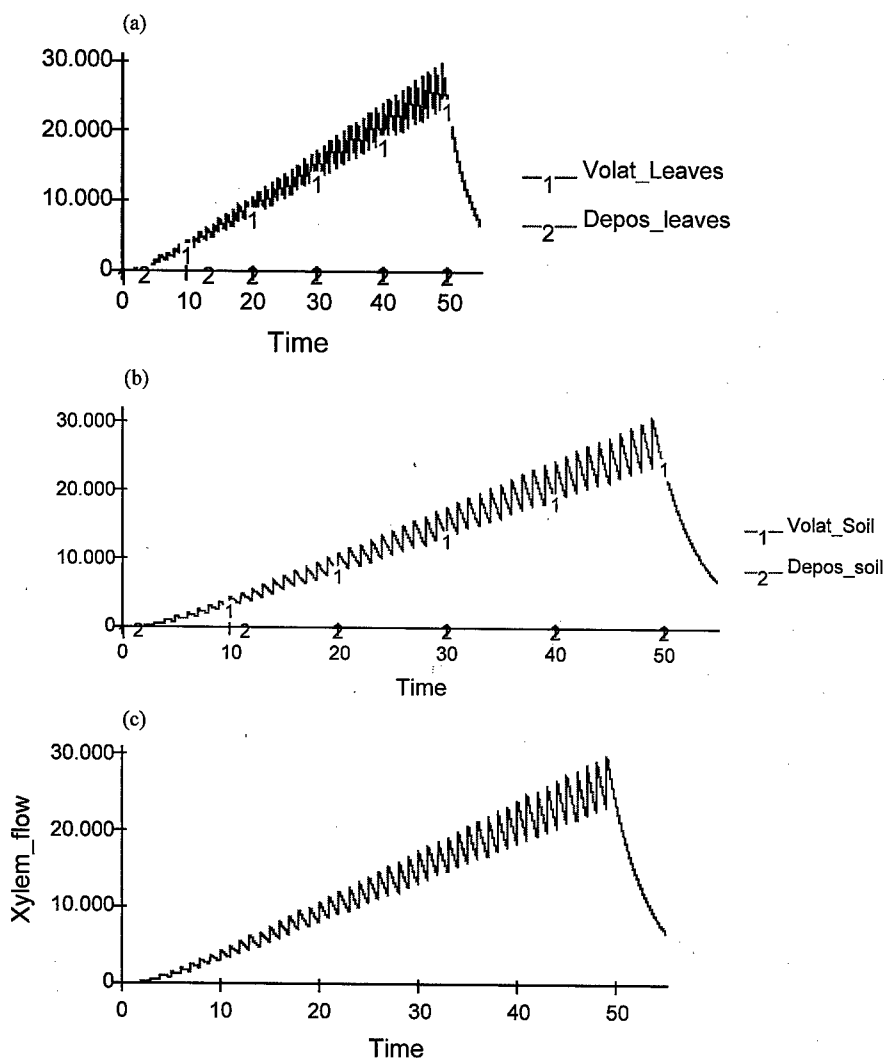 (a)
30.000
20.000
10.000
0
1 1 1 1 1
2 2 2 2 2 2 2
0 10 20 30 40 50
Time
1 Volat_Leaves
2 Depos_leaves
(b)
30.000
20.000
10.000
0
1 1 1 1 1
2 2 2 2 2 2
0 10 20 30 40 50
Time
1 Volat_Soil
2 Depos_soil
(c)
Xylem_flow
30.000
20.000
10.000
0
0 10 20 30 40 50
Time